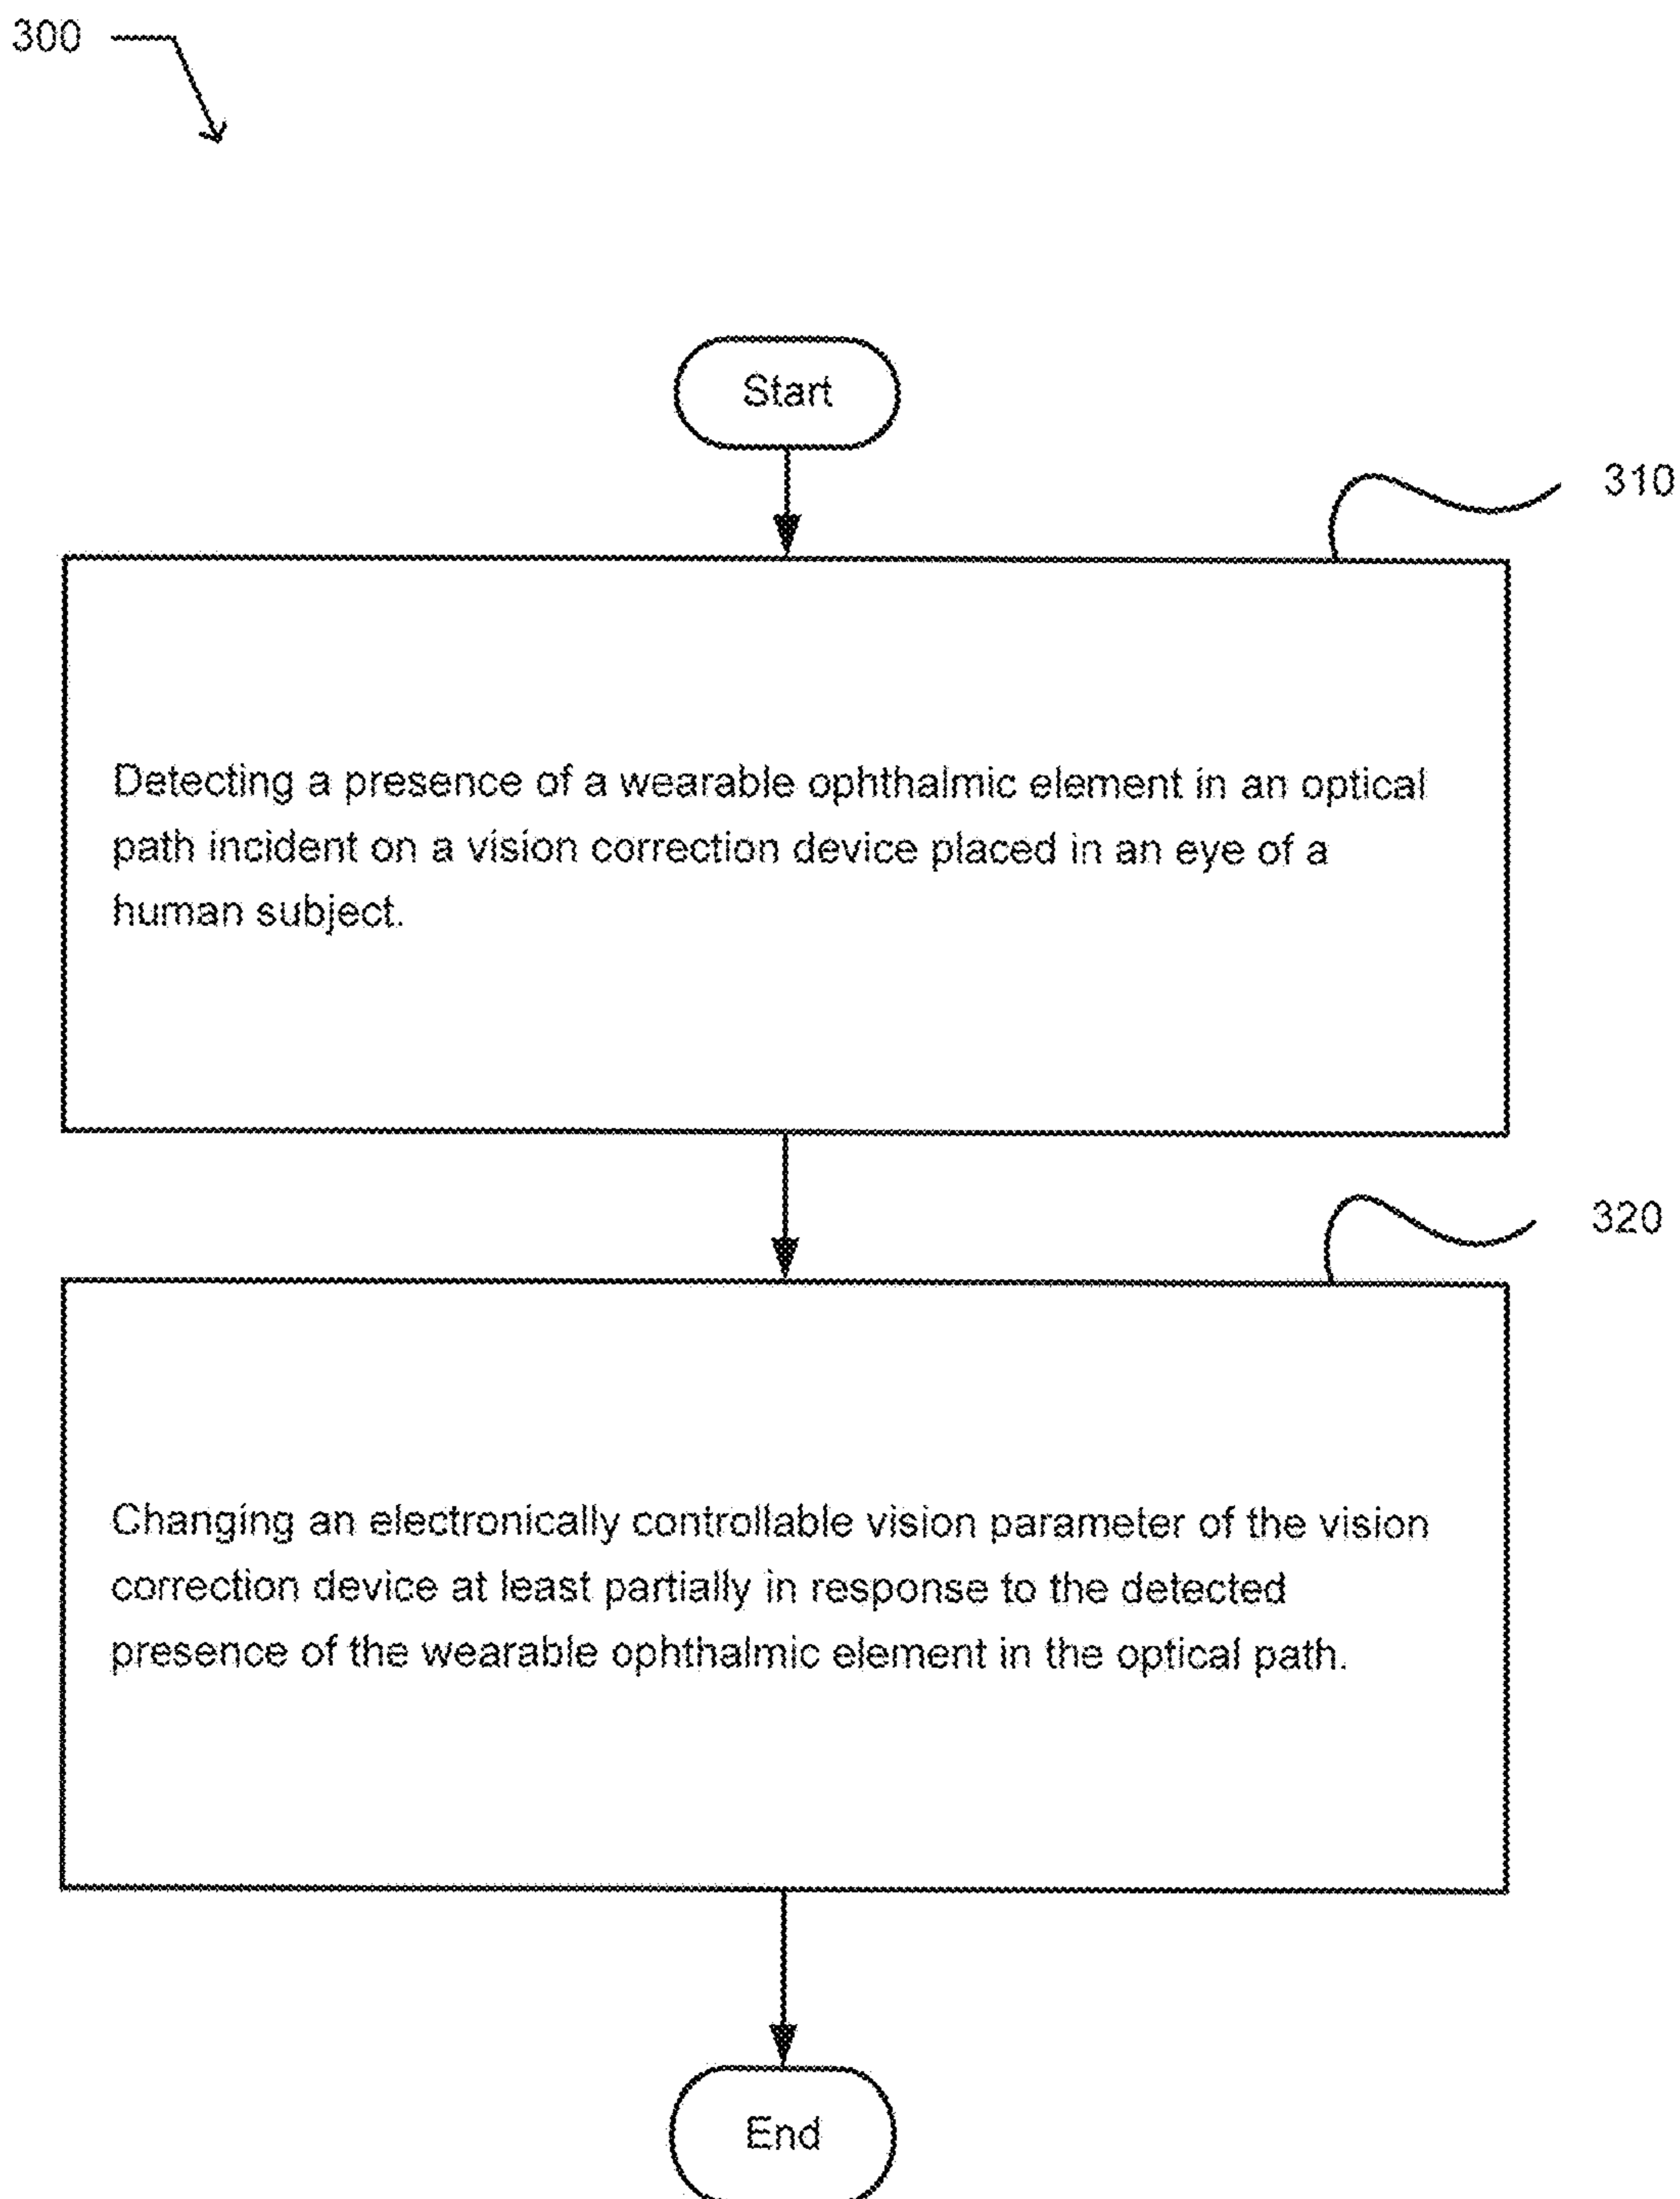 300
Start
310
Detecting a presence of a wearable ophthalmic element in an optical
path incident on a vision correction device placed in an eye of a
human subject.
320
Changing an electronically controllable vision parameter of the vision
correction device at least partially in response to the detected
presence of the wearable ophthalmic element in the optical path.
End